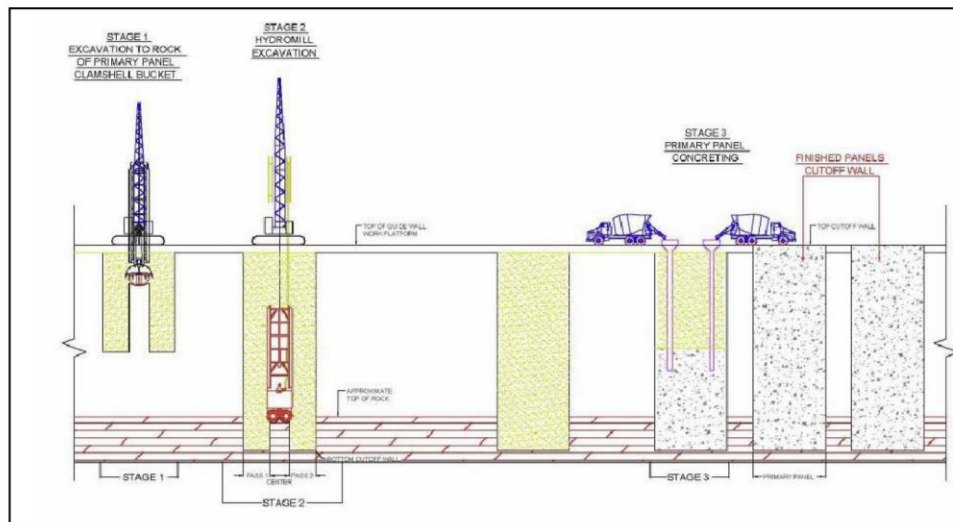 STAGE 1
EXCAVATION TO ROCK
OF PRIMARY PANEL
CLAMSHELL BUCKET
STAGE 2
HYDROMILL
EXCAVATION
STAGE 3
PRIMARY PANEL
CONCRETING
FINISHED PANELS
CUTOFF WALL
TOP OF GUIDE WALL
WORK PLATFORM
TOP CUTOFF WALL
APPROXIMATE
TOP OF ROCK
BOTTOM CUTOFF WALL
STAGE 1
PASS 1
PASS 2
CENTER
STAGE 2
STAGE 3
PRIMARY PANEL